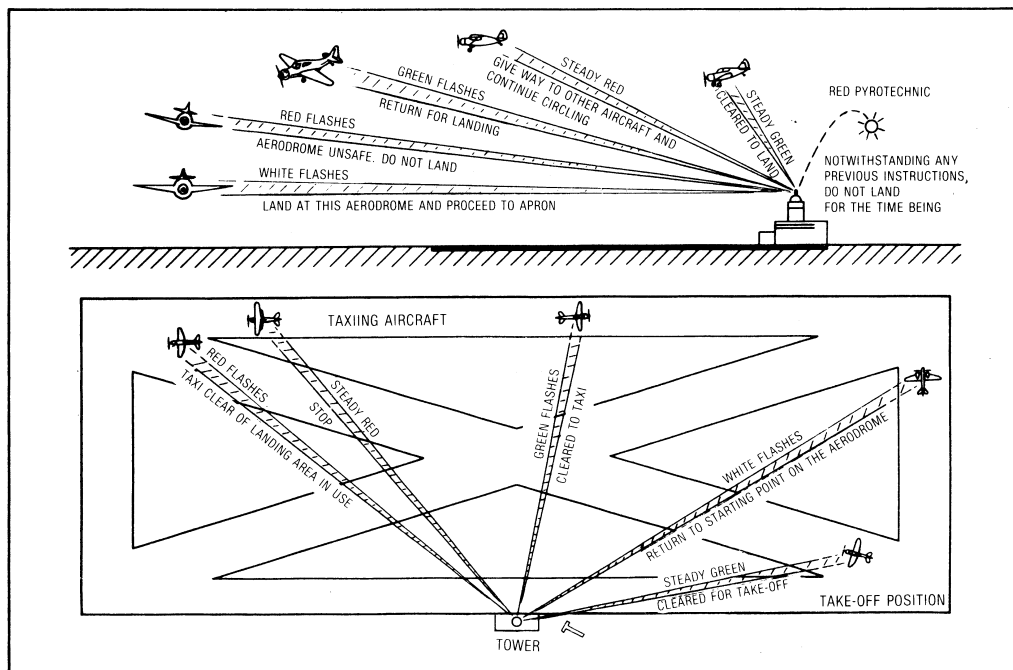 STEADY RED
GIVE WAY TO OTHER AIRCRAFT AND
CONTINUE CIRCLING
GREEN FLASHES
RETURN FOR LANDING
STEADY GREEN
CLEARED TO LAND
RED PYROTECHNIC
RED FLASHES
AERODROME UNSAFE. DO NOT LAND
NOTWITHSTANDING ANY
PREVIOUS INSTRUCTIONS,
DO NOT LAND
FOR THE TIME BEING
WHITE FLASHES
LAND AT THIS AERODROME AND PROCEED TO APRON
TAXIING AIRCRAFT
RED FLASHES
TAXI CLEAR OF LANDING AREA IN USE
STEADY RED
STOP
GREEN FLASHES
CLEARED TO TAXI
WHITE FLASHES
RETURN TO STARTING POINT ON THE AERODROME
STEADY GREEN
CLEARED FOR TAKE-OFF
TAKE-OFF POSITION
TOWER